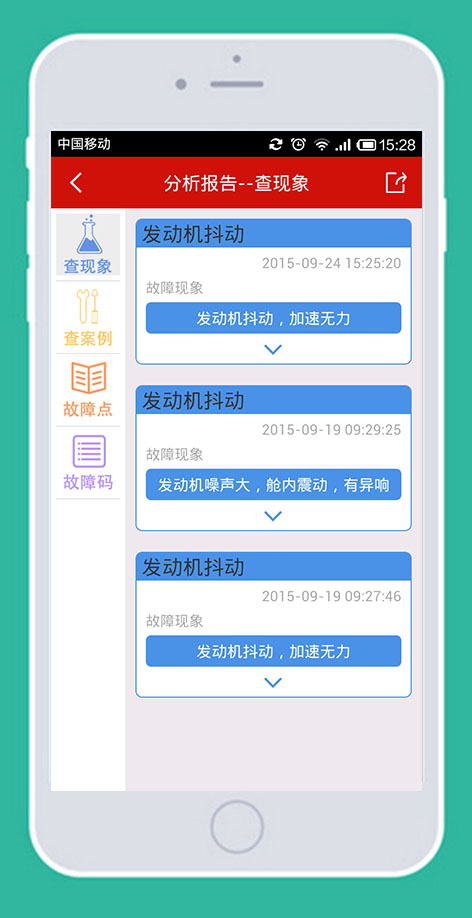 中国移动 15:28
分析报告--查现象
查现象
查案例
故障点
故障码
发动机抖动
2015-09-24 15:25:20
故障现象
发动机抖动，加速无力
发动机抖动
2015-09-19 09:29:25
故障现象
发动机噪声大，舱内震动，有异响
发动机抖动
2015-09-19 09:27:46
故障现象
发动机抖动，加速无力